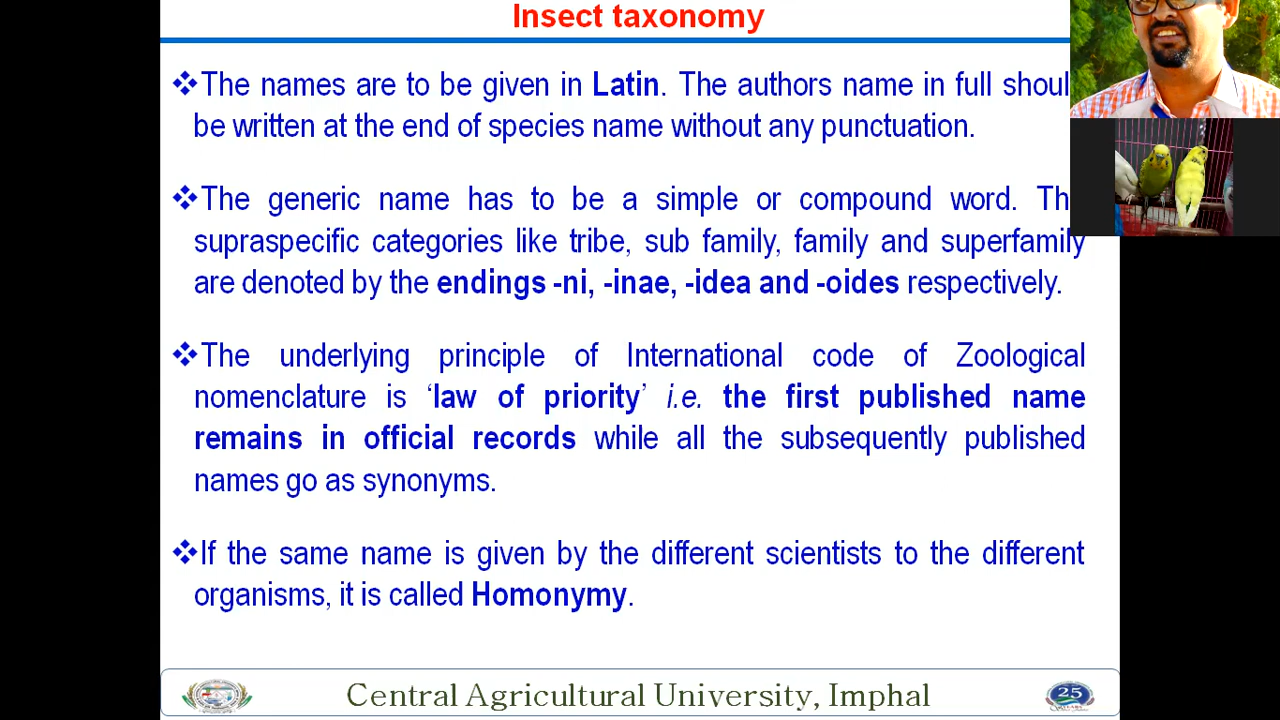 Insect taxonomy
❖The names are to be given in Latin. The authors name in full shoul
be written at the end of species name without any punctuation.
❖The generic name has to be a simple or compound word. Th
supraspecific categories like tribe, sub family, family and superfamily
are denoted by the endings -ni, -inae, -idea and -oides respectively.
❖The underlying principle of International code of Zoological
nomenclature is ‘law of priority’ i.e. the first published name
remains in official records while all the subsequently published
names go as synonyms.
❖If the same name is given by the different scientists to the different
organisms, it is called Homonymy.
Central Agricultural University, Imphal
25